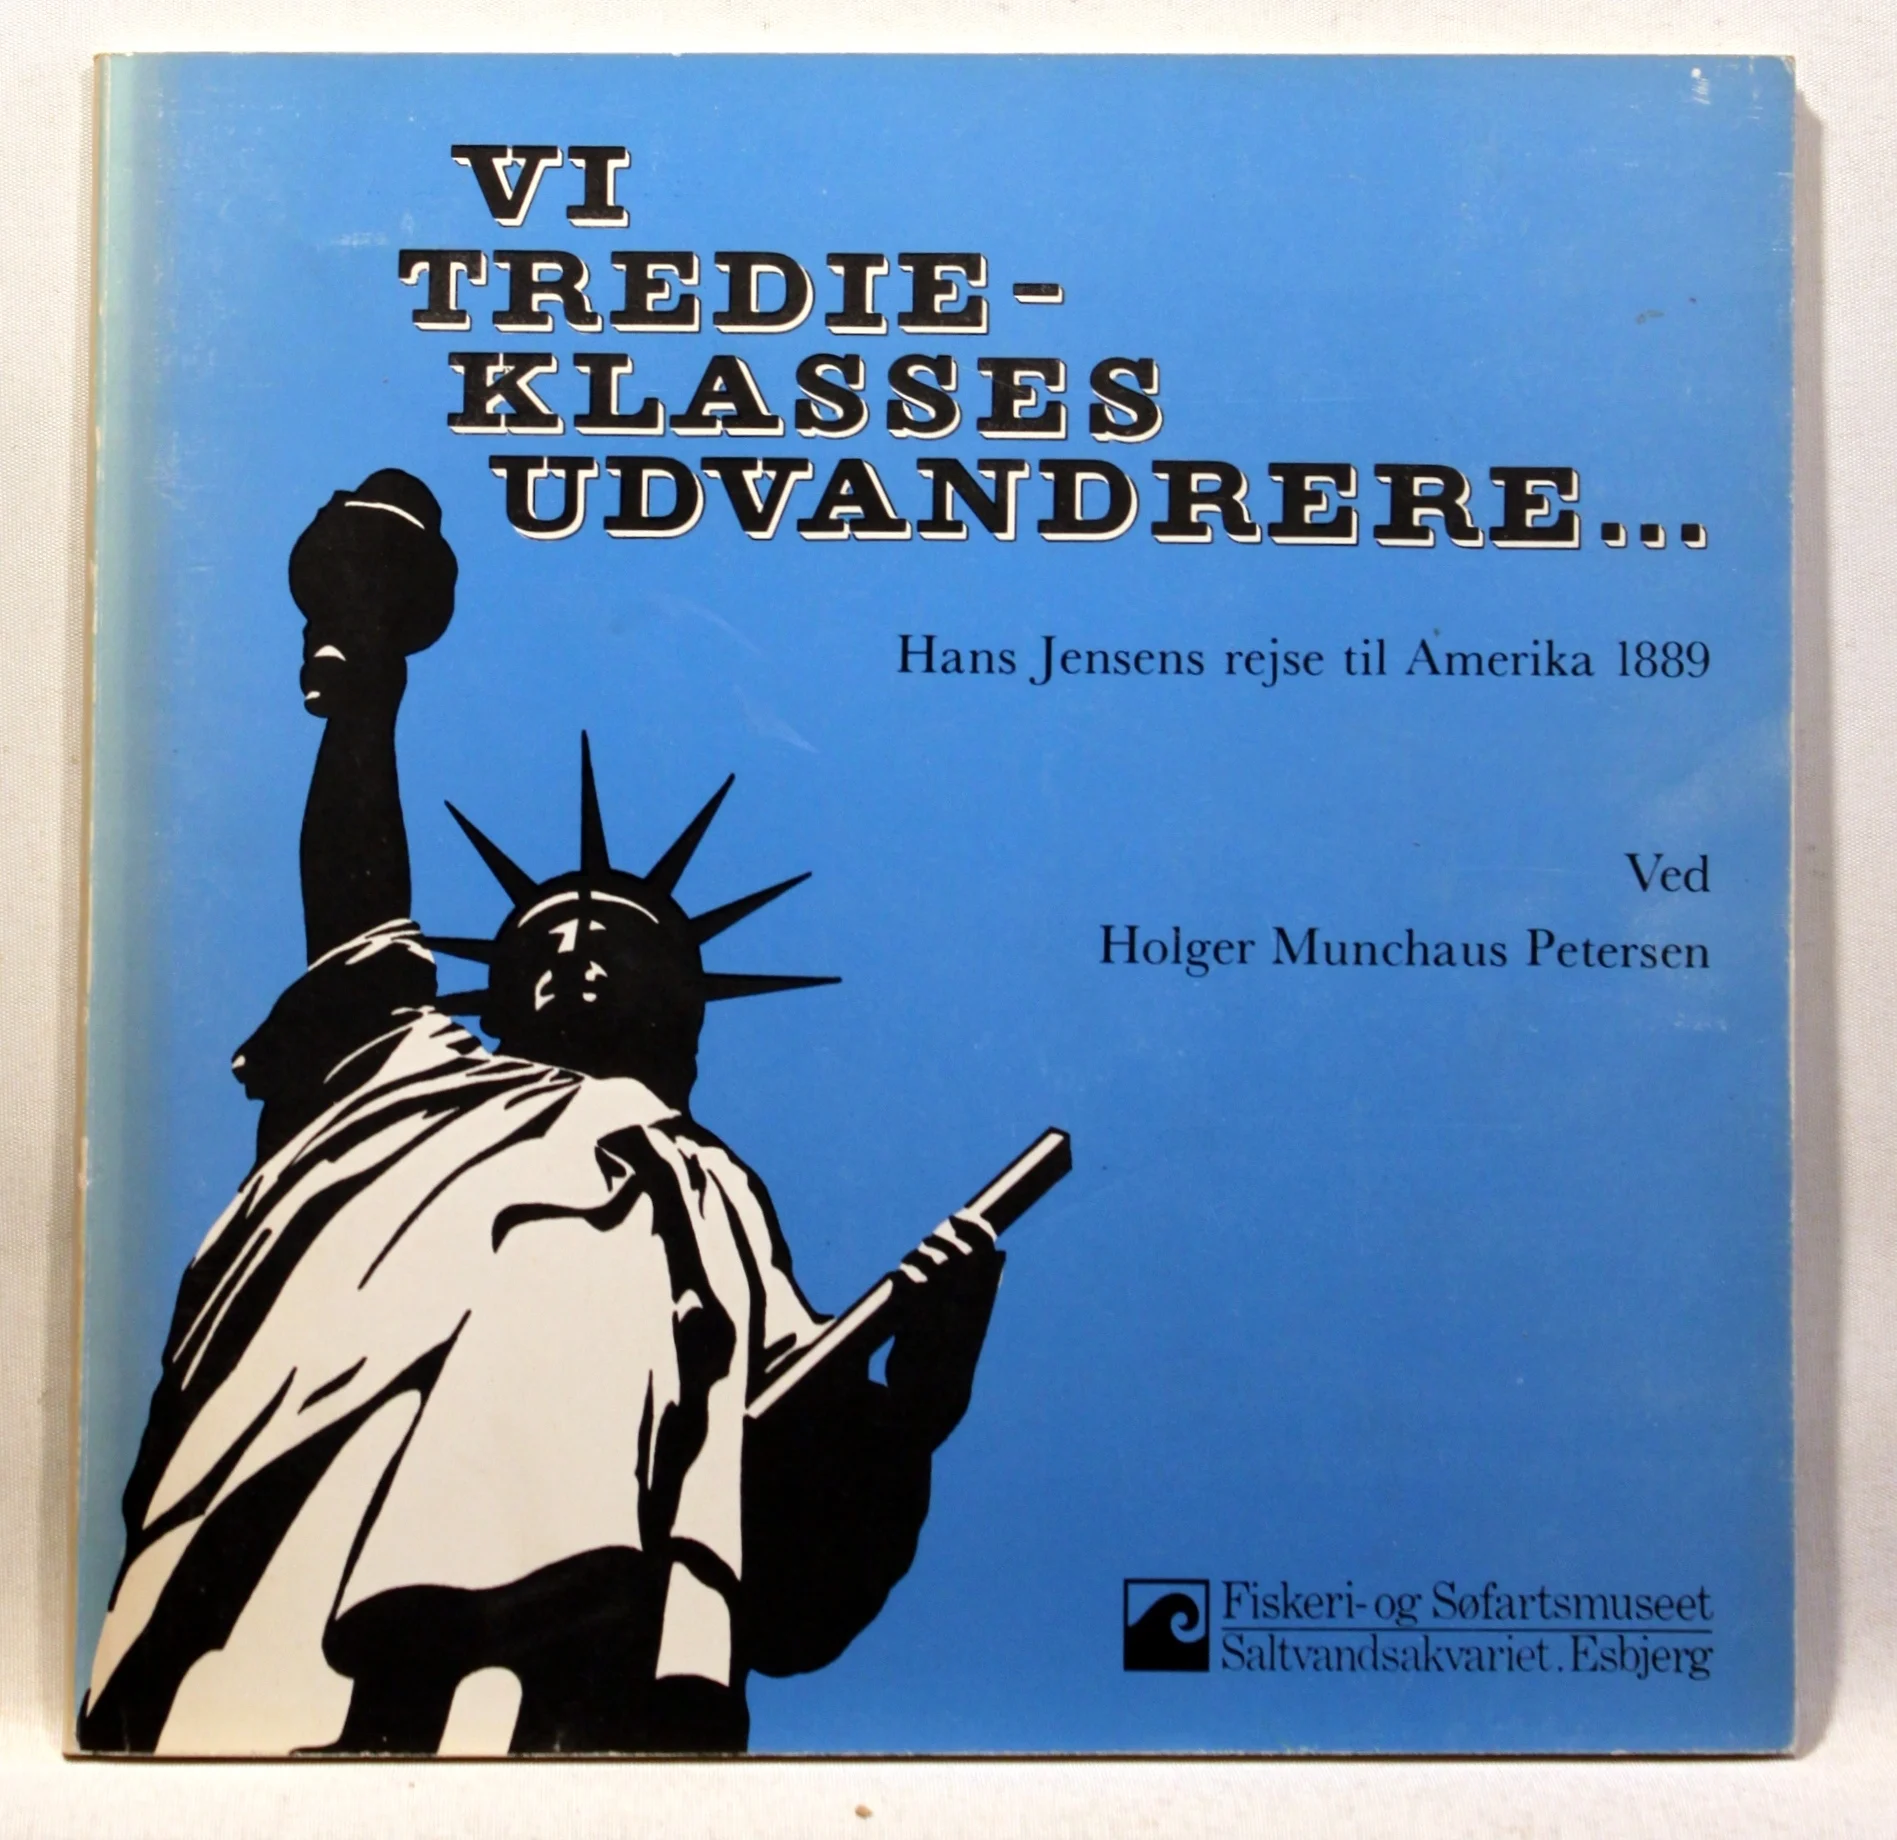 VI
TREDIE-
KLASSES
UDVANDRERE...
Hans Jensens rejse til Amerika 1889
Ved
Holger Munchaus Petersen
Fiskeri- og Søfartsmuseet
Saltvandsakvariet. Esbjerg